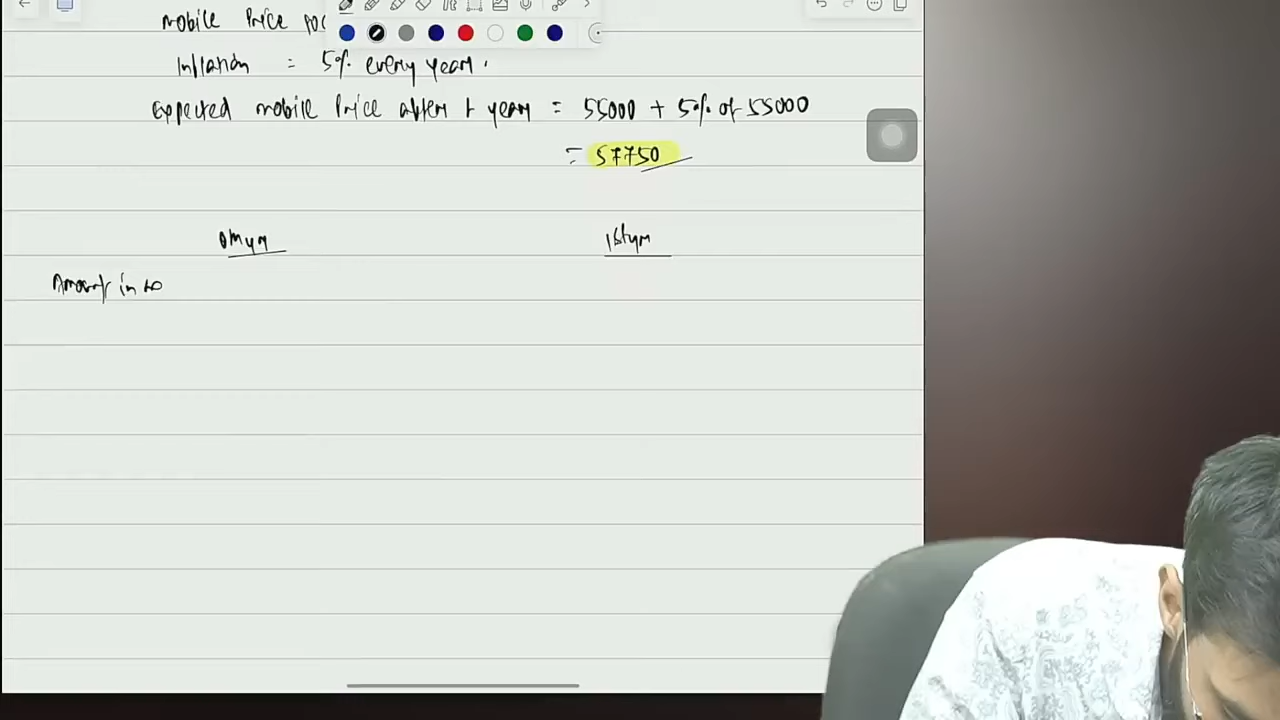 Mobile Price
Inflation = 5% every year.
Expected mobile Price after 1 year = 55000 + 5% of 55000
= 57750
0th yr
1st yr
Amount in